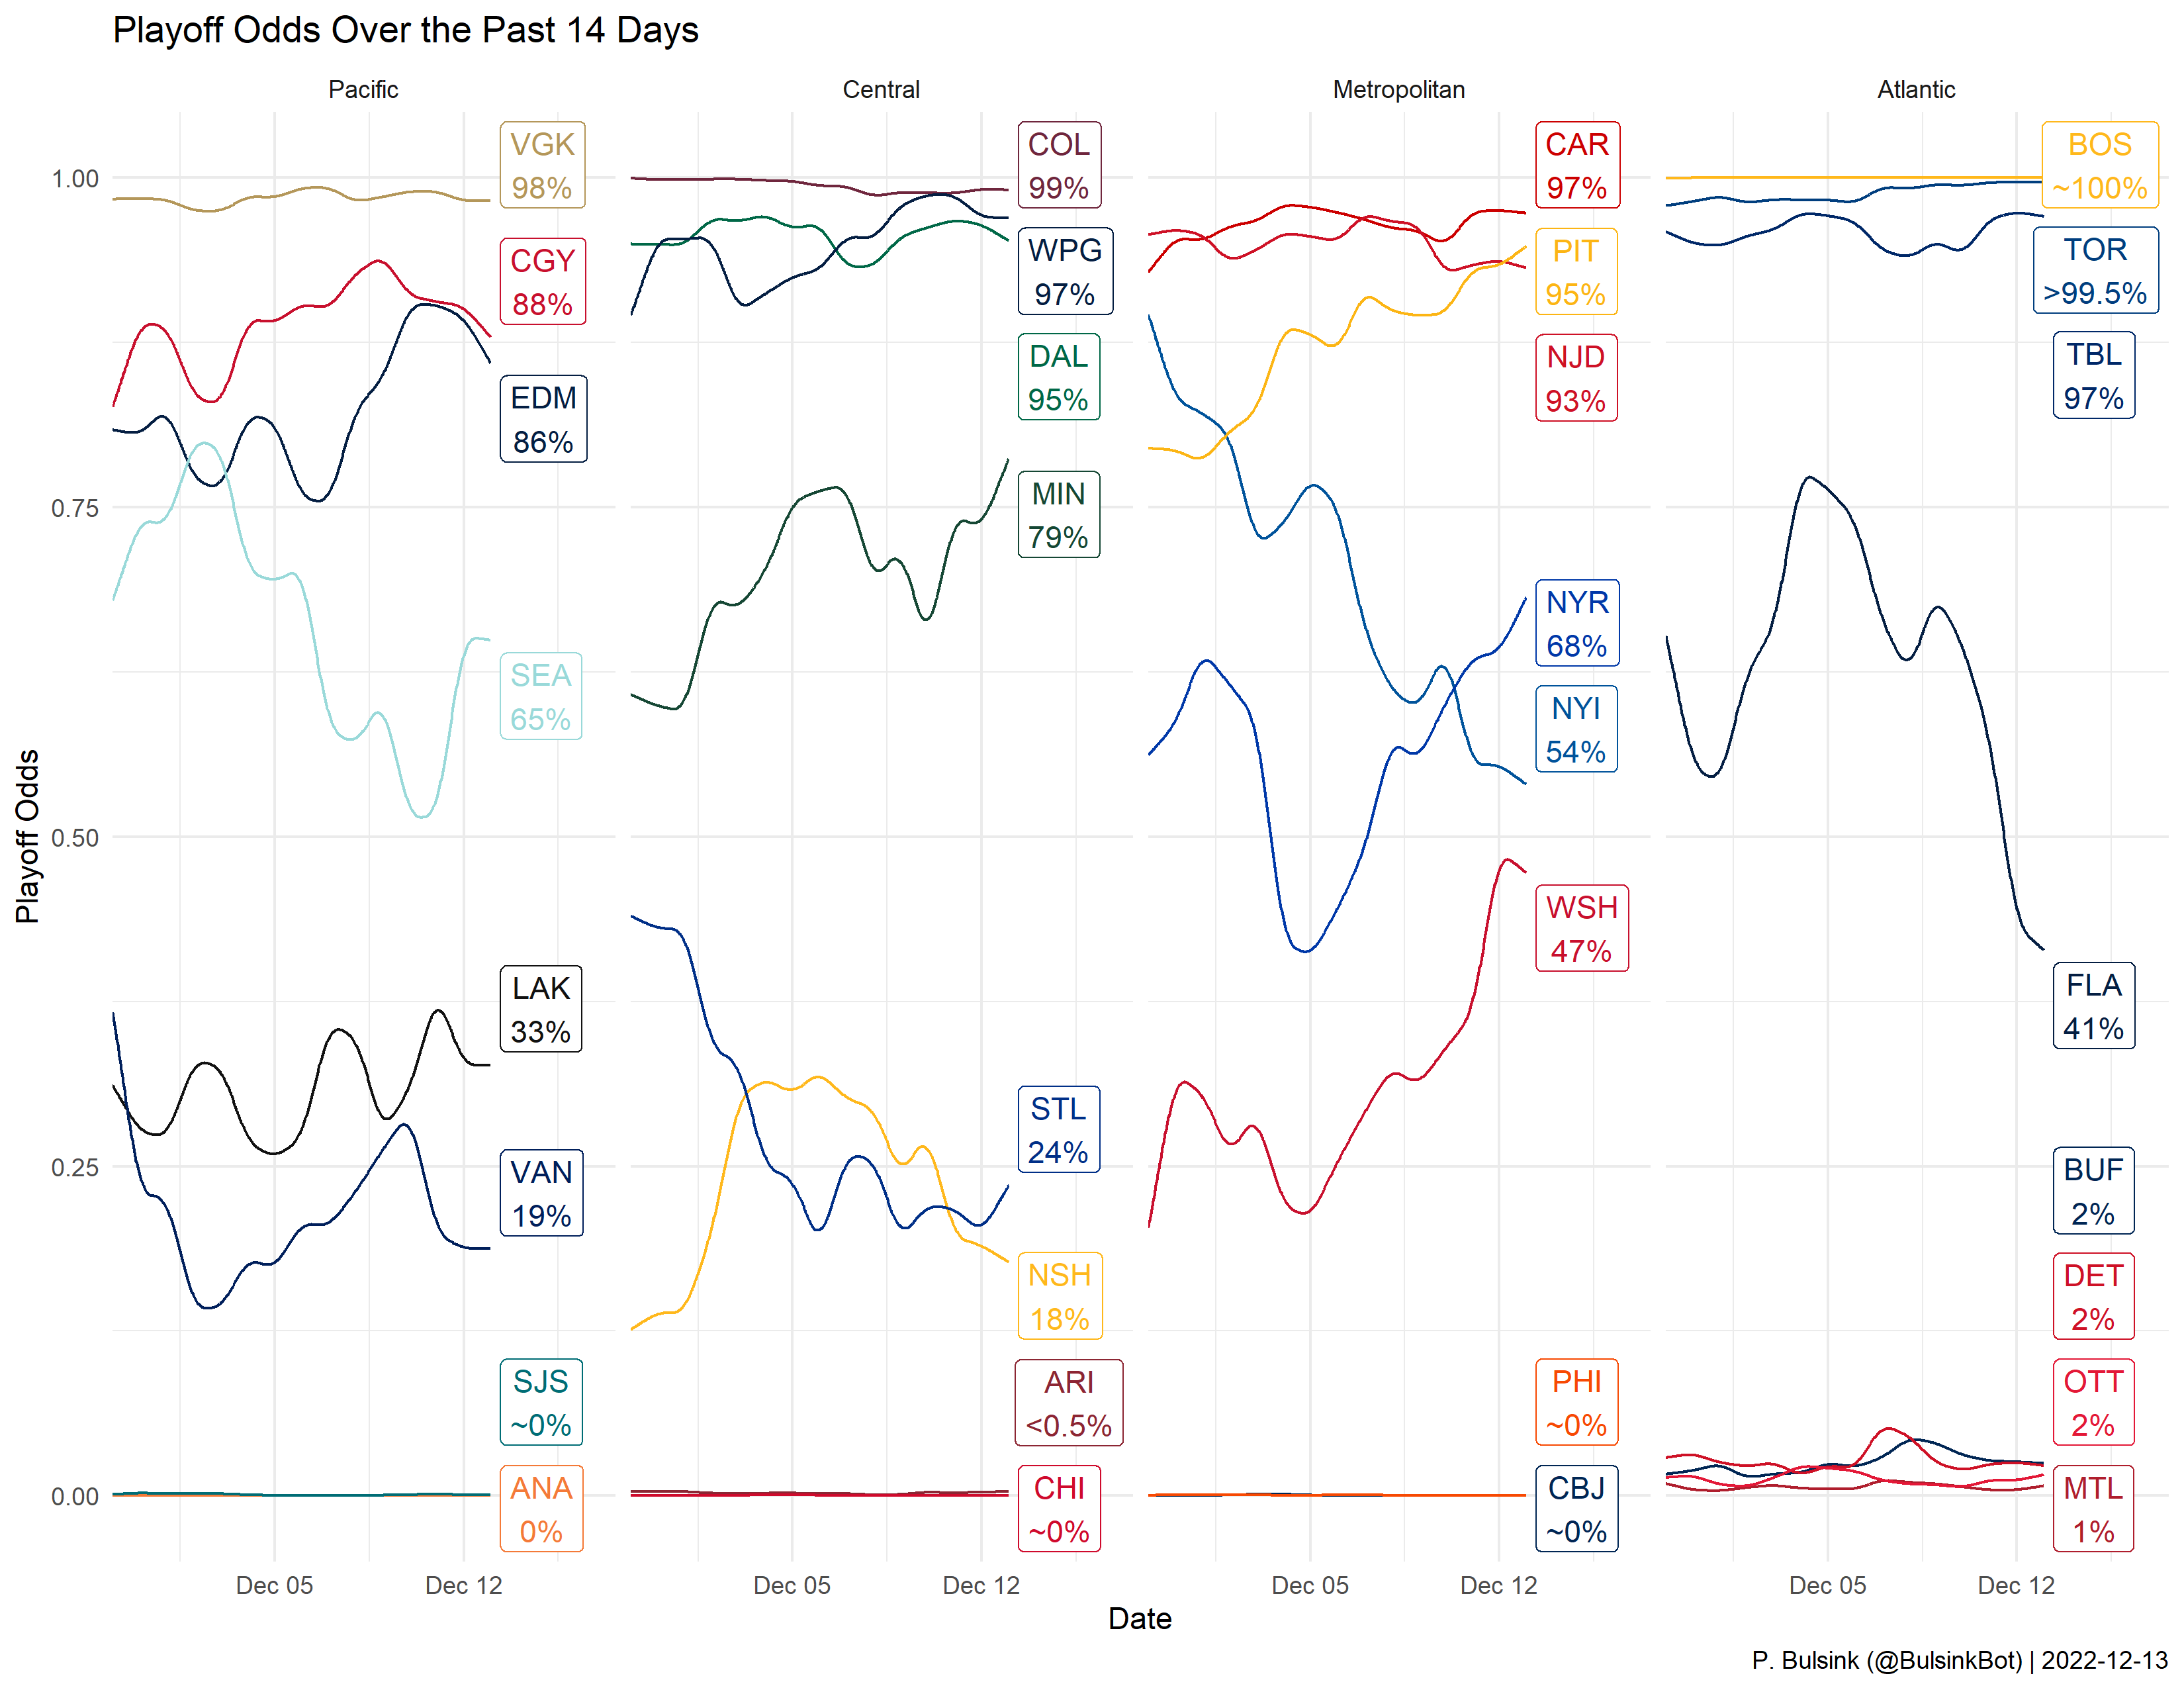 Playoff Odds Over the Past 14 Days
Pacific
Central
Metropolitan
Atlantic
Playoff Odds
1.00
0.75
0.50
0.25
0.00
VGK
98%
CGY
88%
EDM
86%
SEA
65%
LAK
33%
VAN
19%
SJS
~0%
ANA
0%
COL
99%
WPG
97%
DAL
95%
MIN
79%
STL
24%
NSH
18%
ARI
<0.5%
CHI
~0%
CAR
97%
PIT
95%
NJD
93%
NYR
68%
NYI
54%
WSH
47%
PHI
~0%
CBJ
~0%
BOS
~100%
TOR
>99.5%
TBL
97%
FLA
41%
BUF
2%
DET
2%
OTT
2%
MTL
1%
Dec 05
Dec 12
Dec 05
Dec 12
Dec 05
Dec 12
Dec 05
Dec 12
Date
P. Bulsink (@BulsinkBot) | 2022-12-13